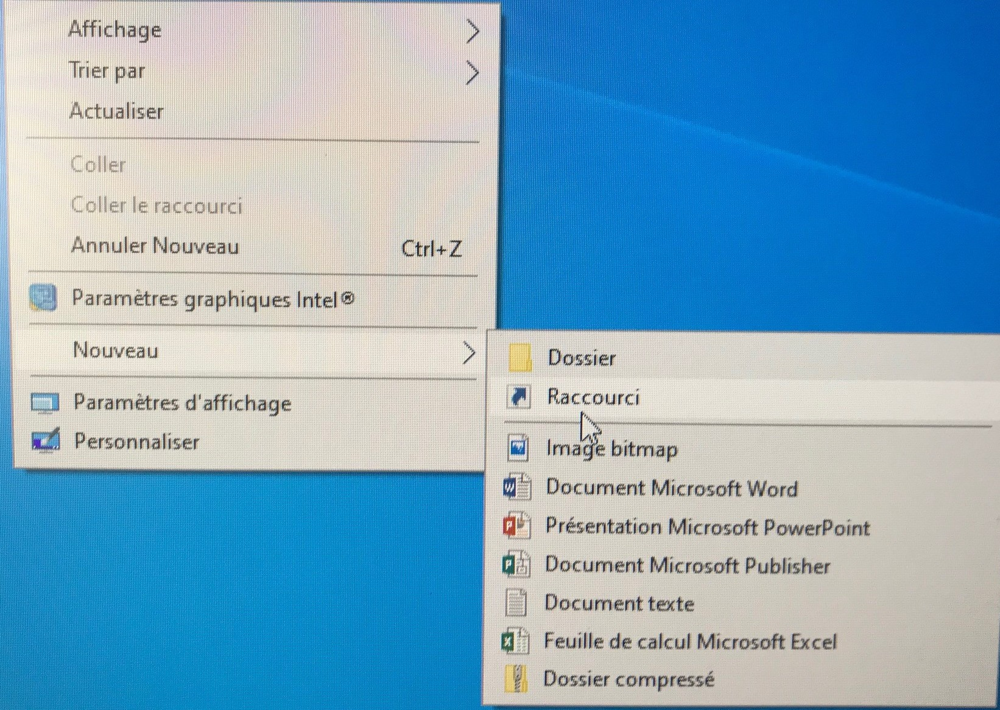 Affichage
Trier par
Actualiser
Coller
Coller le raccourci
Annuler Nouveau Ctrl+Z
Paramètres graphiques Intel®
Nouveau
Paramètres d'affichage
Personnaliser
Dossier
Raccourci
Image bitmap
Document Microsoft Word
Présentation Microsoft PowerPoint
Document Microsoft Publisher
Document texte
Feuille de calcul Microsoft Excel
Dossier compressé